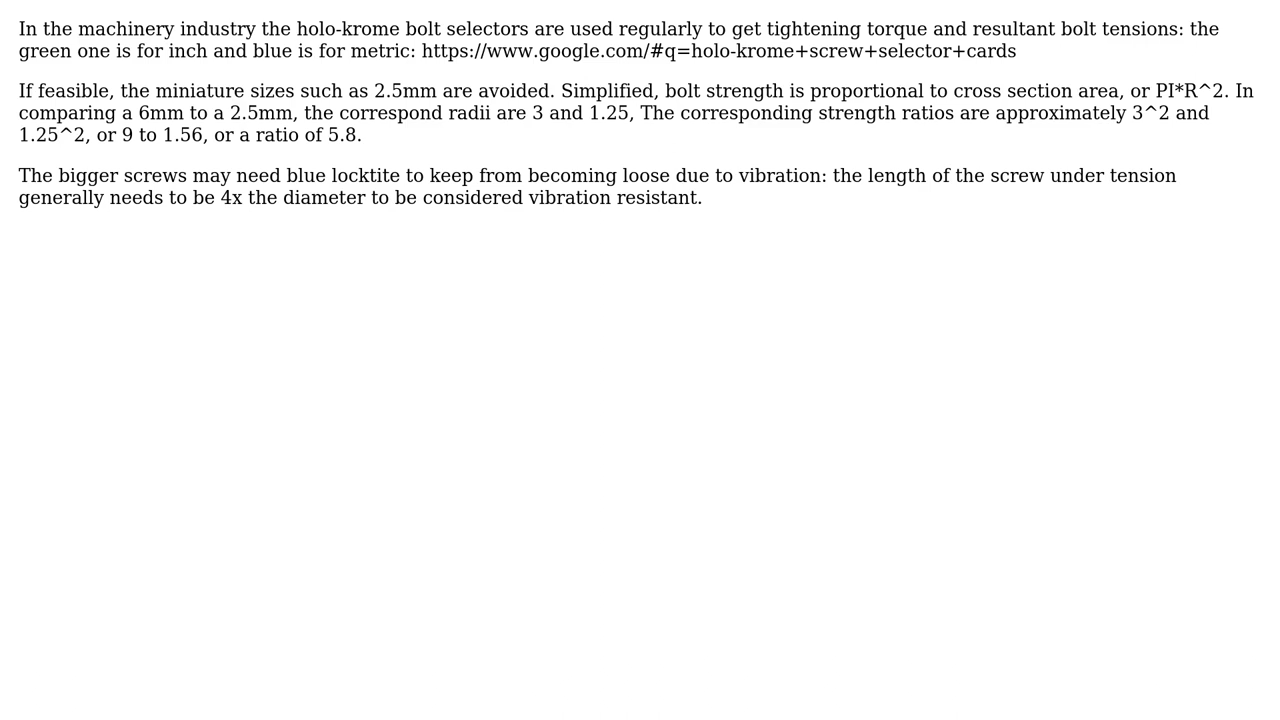 In the machinery industry the holo-krome bolt selectors are used regularly to get tightening torque and resultant bolt tensions: the
green one is for inch and blue is for metric: https://www.google.com/#q=holo-krome+screw+selector+cards
If feasible, the miniature sizes such as 2.5mm are avoided. Simplified, bolt strength is proportional to cross section area, or PI*R^2. In
comparing a 6mm to a 2.5mm, the correspond radii are 3 and 1.25, The corresponding strength ratios are approximately 3^2 and
1.25^2, or 9 to 1.56, or a ratio of 5.8.
The bigger screws may need blue locktite to keep from becoming loose due to vibration: the length of the screw under tension
generally needs to be 4x the diameter to be considered vibration resistant.